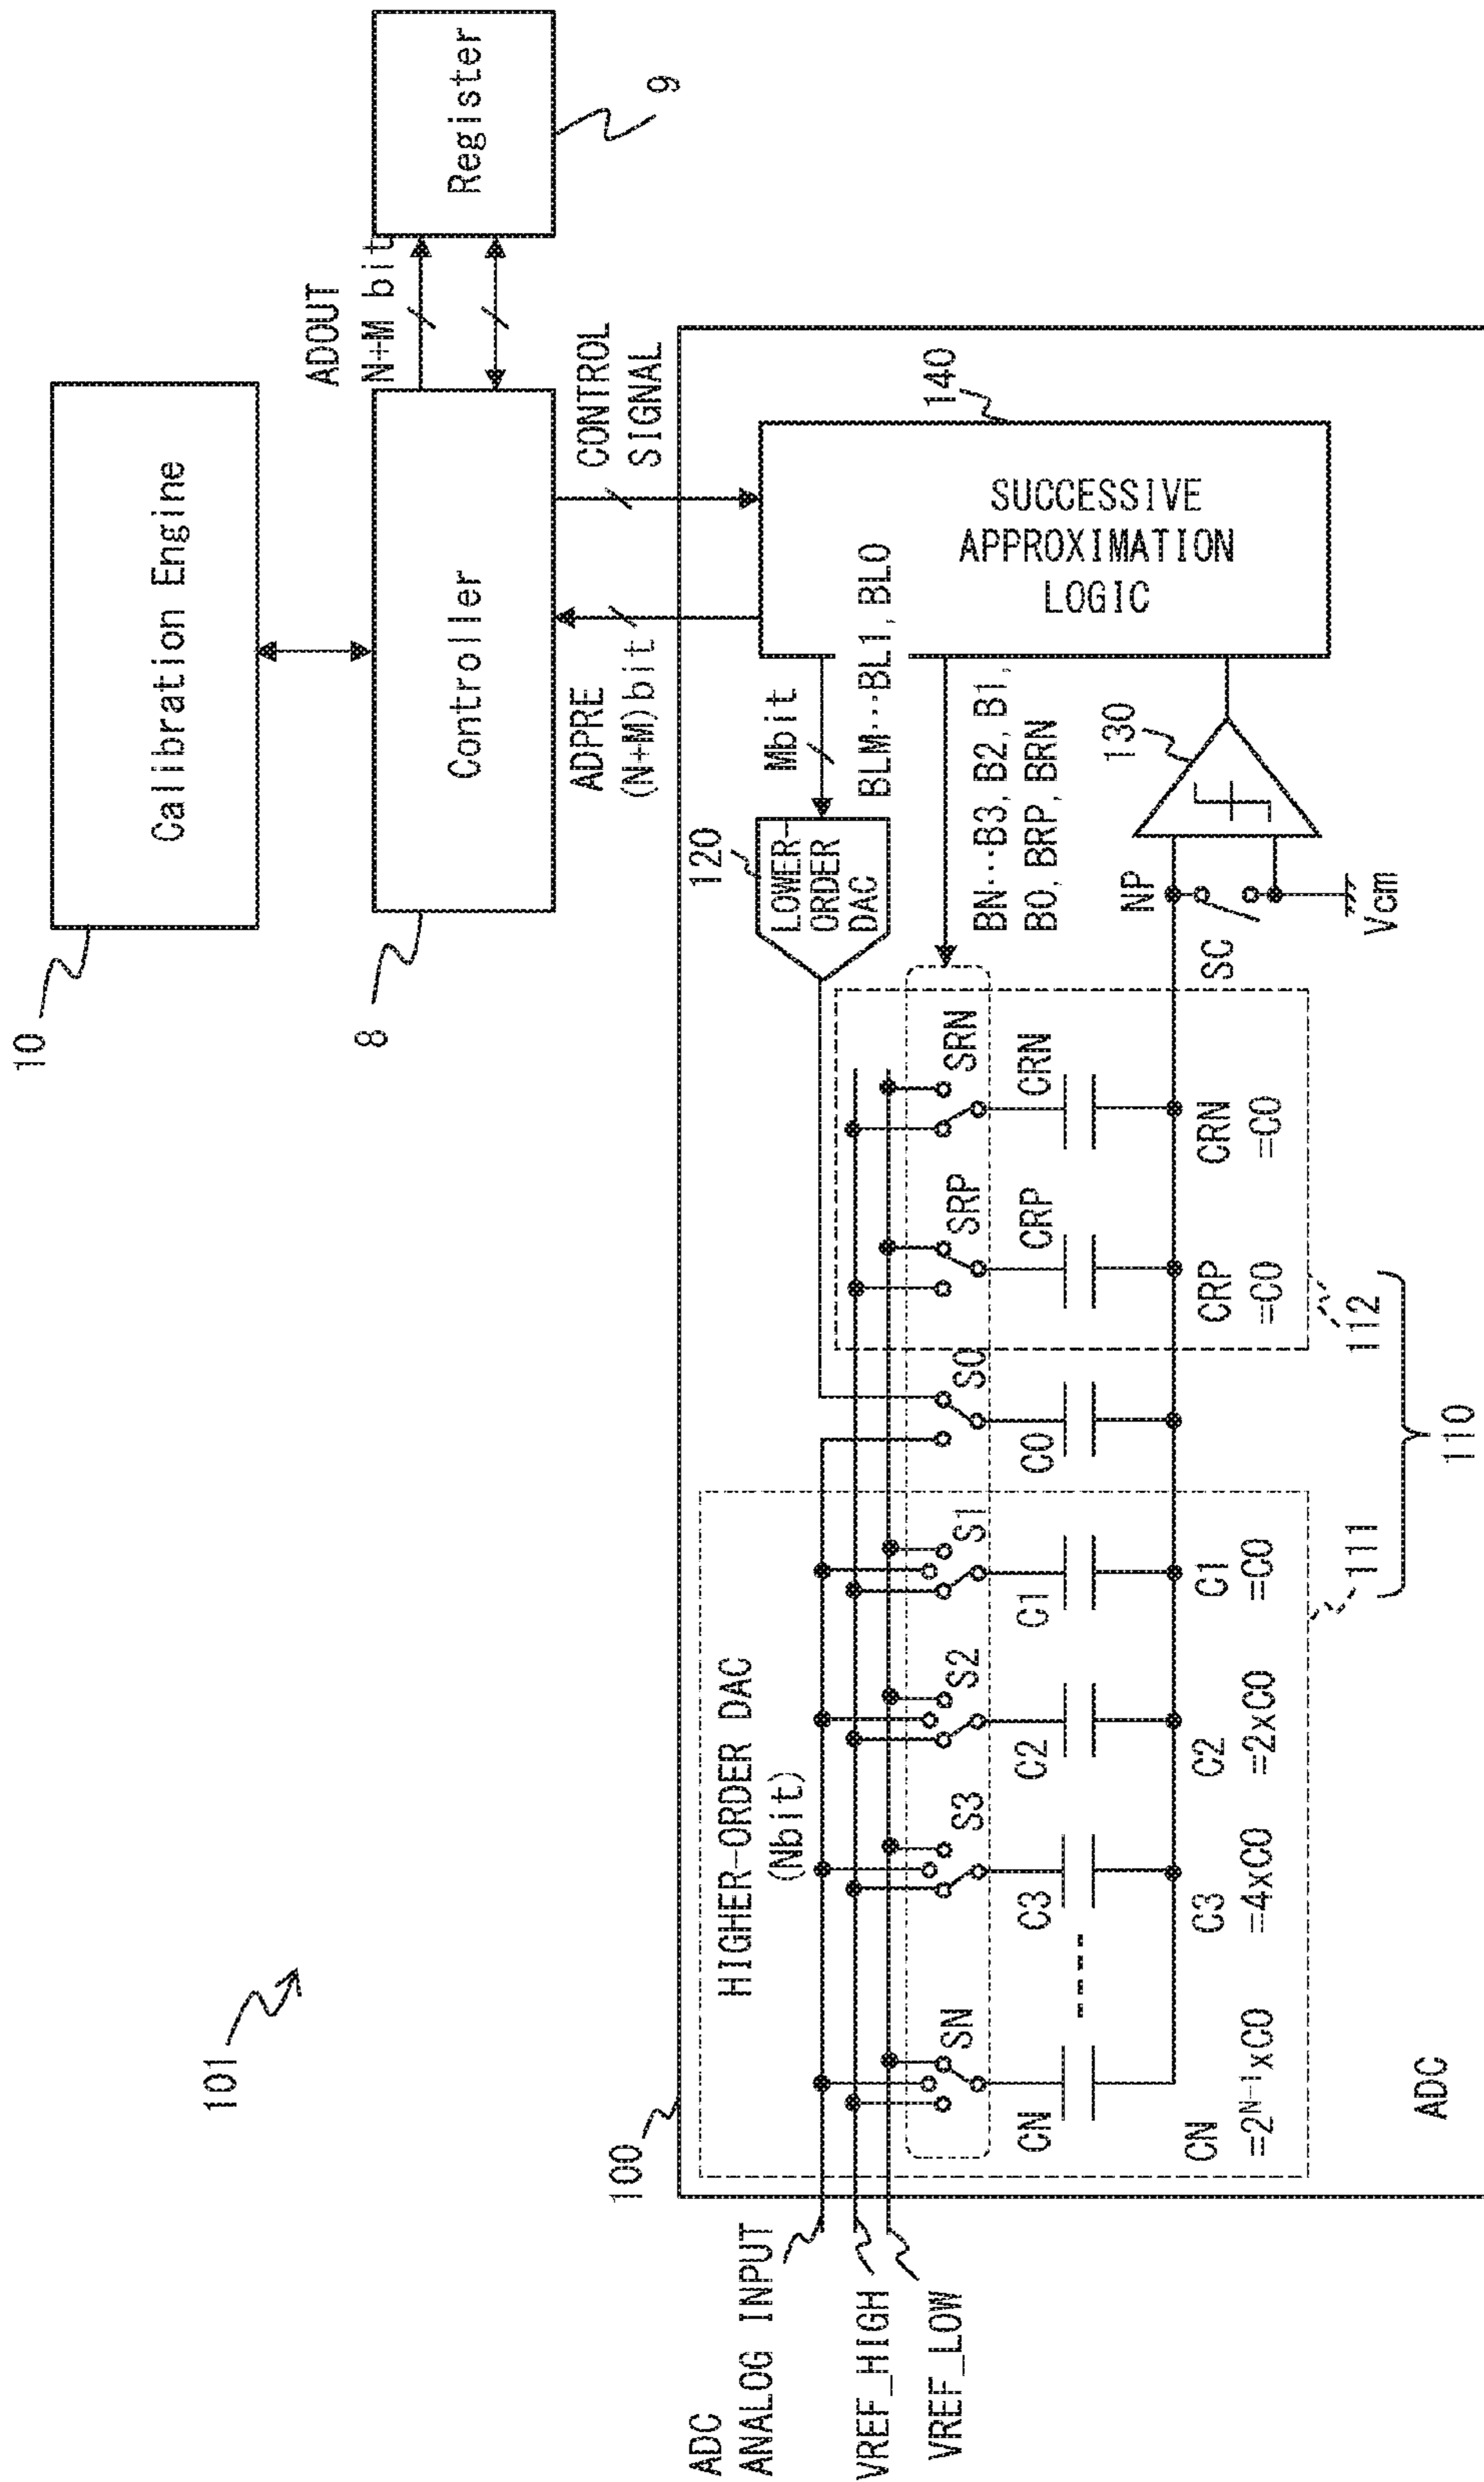 101
10
Calibration Engine
8
Controller
ADOUT
N+M bit
Register
9
ADPRE
(N+M)bit
CONTROL
SIGNAL
100
ADC
ANALOG INPUT
VREF_HIGH
VREF_LOW
HIGHER-ORDER DAC
(Nbit)
120
LOWER-
ORDER
DAC
Mbit
BLM···BL1, BL0
140
SUCCESSIVE
APPROXIMATION
LOGIC
BN···B3, B2, B1,
B0, BRP, BRN
SN
S3
S2
S1
S0
SRP
SRN
CN
C3
C2
C1
C0
CRP
CRN
NP
SC
Vcm
130
CN
=2^{N-1}xC0
C3
=4xC0
C2
=2xC0
C1
=C0
CRP
=C0
CRN
=C0
111
112
110
ADC